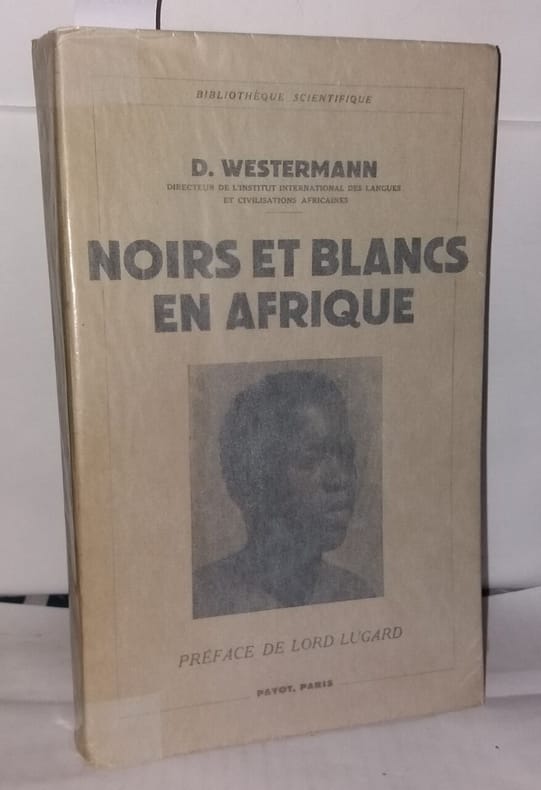 BIBLIOTHÈQUE SCIENTIFIQUE
D. WESTERMANN
DIRECTEUR DE L'INSTITUT INTERNATIONAL DES LANGUES
ET CIVILISATIONS AFRICAINES
NOIRS ET BLANCS
EN AFRIQUE
PRÉFACE DE LORD LUGARD
PAYOT, PARIS